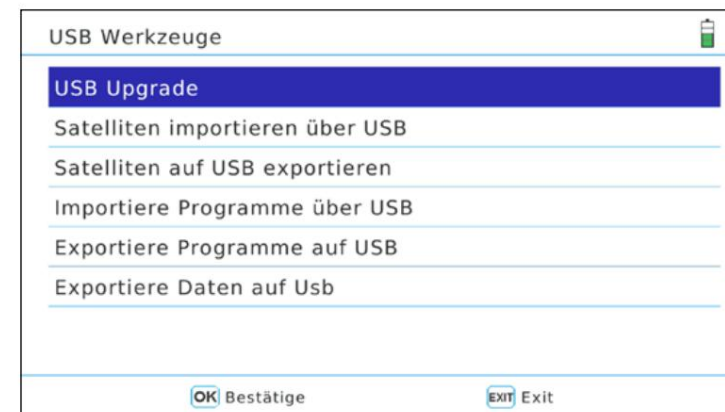 USB Werkzeuge
USB Upgrade
Satelliten importieren über USB
Satelliten auf USB exportieren
Importiere Programme über USB
Exportiere Programme auf USB
Exportiere Daten auf Usb
OK Bestätige EXIT Exit